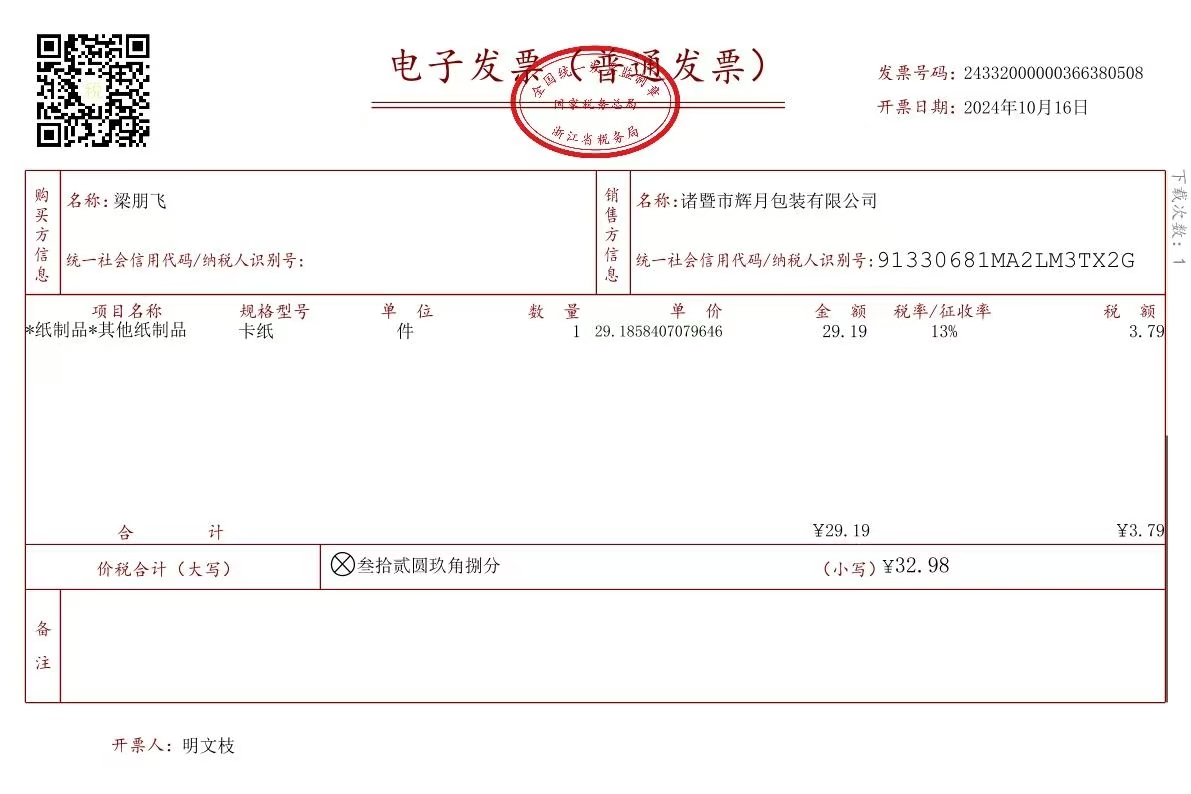 电子发票（普通发票）
全国统一发票监制章
国家税务总局
浙江省税务局
发票号码：24332000000366380508
开票日期：2024年10月16日
下载次数：1
购买方信息
名称：梁朋飞
统一社会信用代码/纳税人识别号：
销售方信息
名称：诸暨市辉月包装有限公司
统一社会信用代码/纳税人识别号：91330681MA2LM3TX2G
项目名称 规格型号 单位 数量 单价 金额 税率/征收率 税额
*纸制品*其他纸制品 卡纸 件 1 29.1858407079646 29.19 13% 3.79
合计 ¥29.19 ¥3.79
价税合计（大写） ⊗叁拾贰圆玖角捌分 （小写）¥32.98
备注
开票人：明文枝